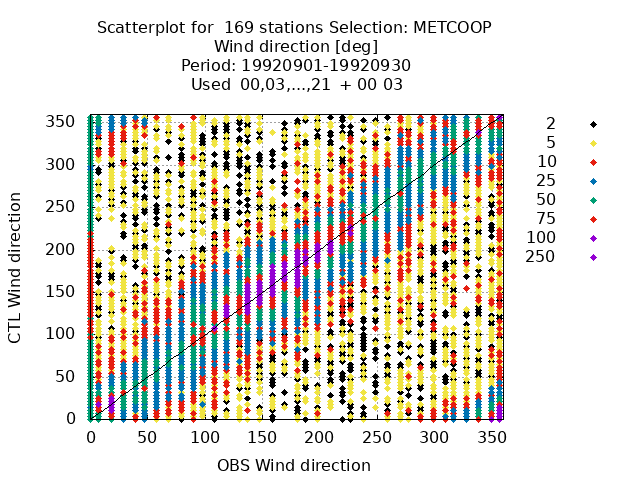 Scatterplot for  169 stations Selection: METCOOP
Wind direction [deg]
Period: 19920901-19920930
Used  00,03,...,21  + 00 03
CTL Wind direction
350
300
250
200
150
100
50
0
0 50 100 150 200 250 300 350
OBS Wind direction
2
5
10
25
50
75
100
250